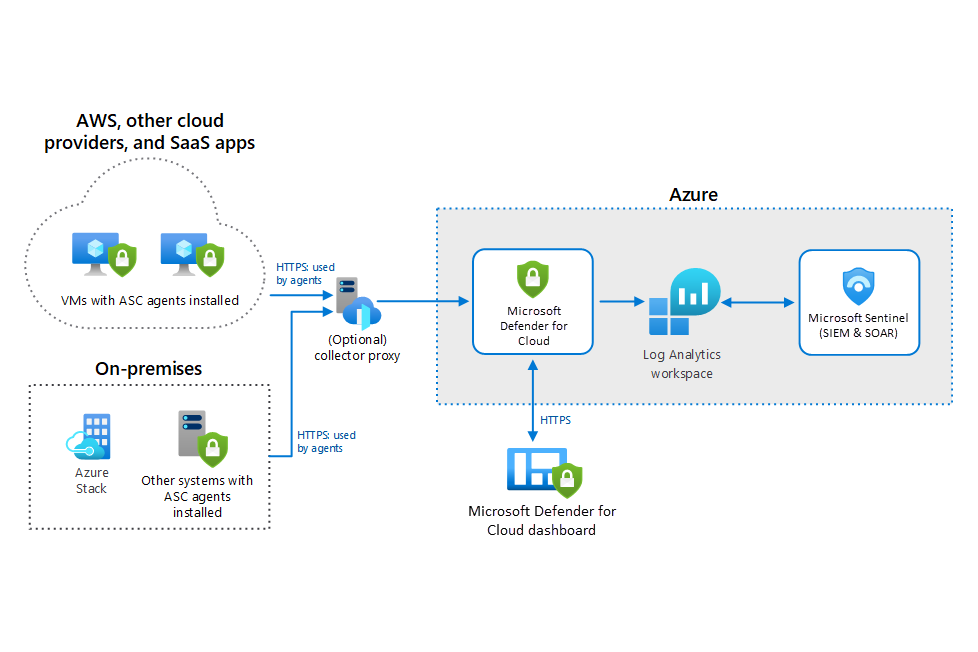 AWS, other cloud
providers, and SaaS apps
VMs with ASC agents installed
HTTPS: used
by agents
(Optional)
collector proxy
On-premises
Azure
Stack
Other systems with
ASC agents
installed
HTTPS: used
by agents
Azure
Microsoft
Defender for
Cloud
Log Analytics
workspace
Microsoft Sentinel
(SIEM & SOAR)
HTTPS
Microsoft Defender for
Cloud dashboard